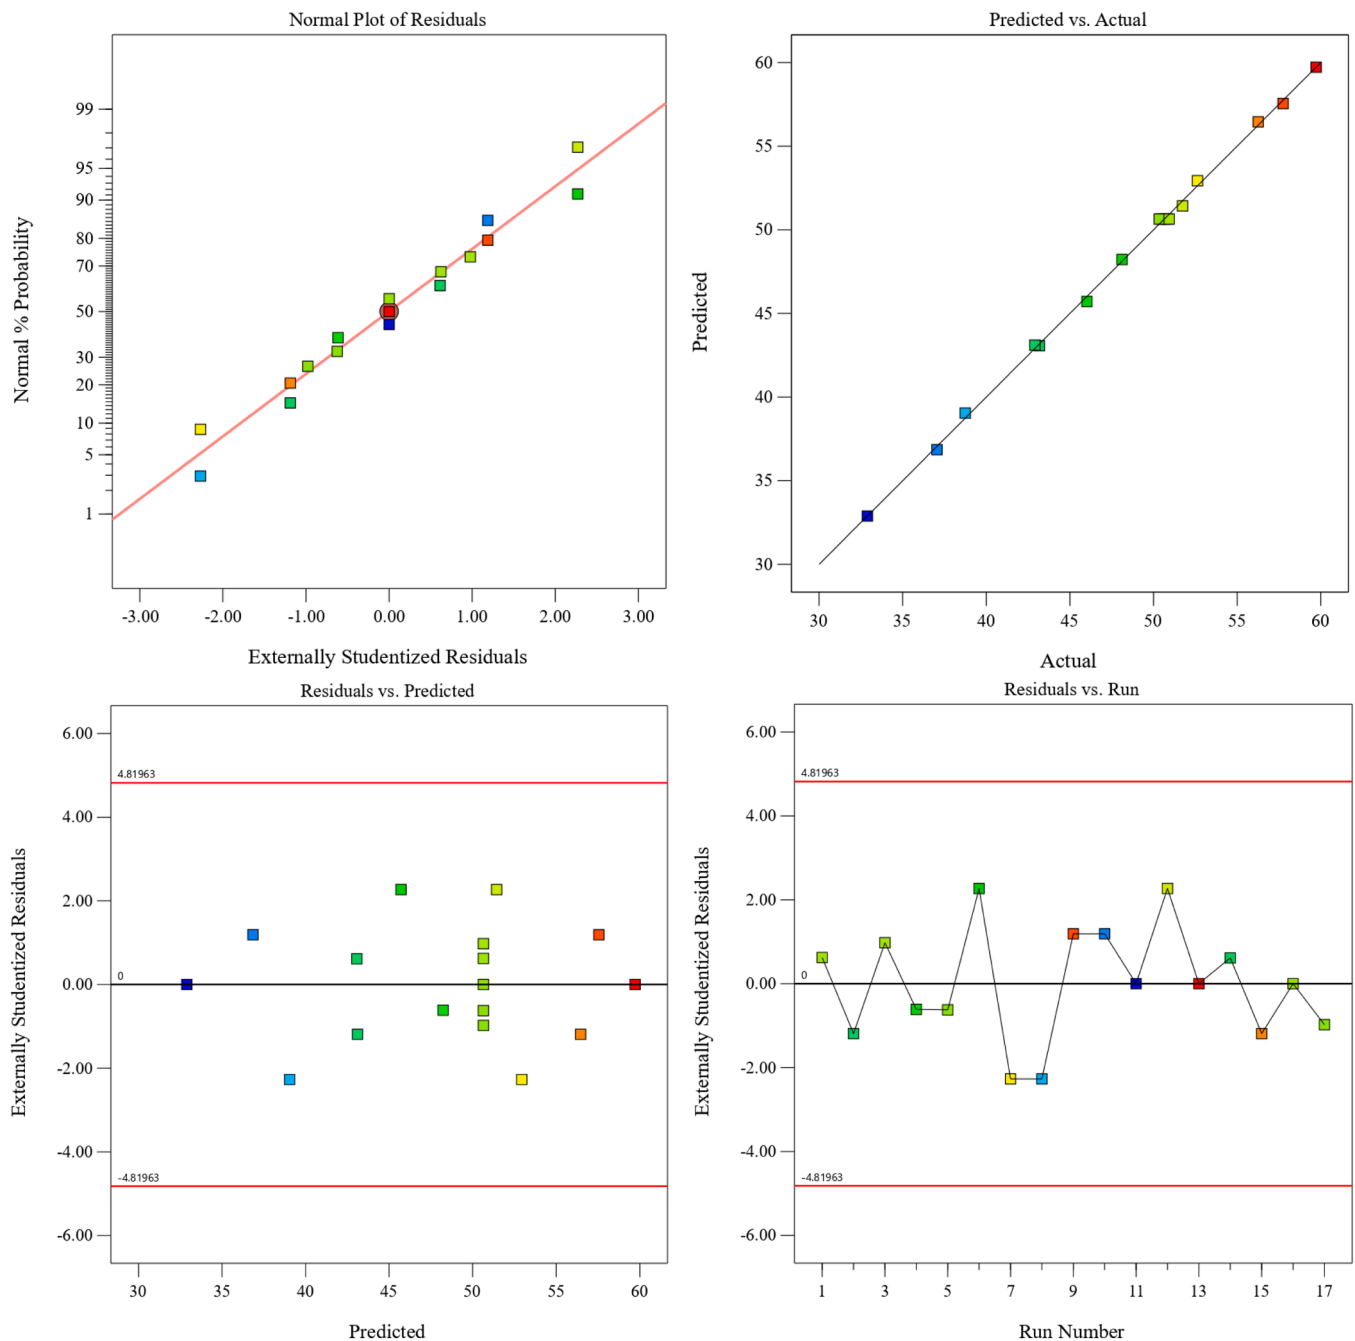 Normal Plot of Residuals
Normal % Probability
99
95
90
80
70
50
30
20
10
5
1
-3.00 -2.00 -1.00 0.00 1.00 2.00 3.00
Externally Studentized Residuals
Predicted vs. Actual
Predicted
60
55
50
45
40
35
30
30 35 40 45 50 55 60
Actual
Residuals vs. Predicted
Externally Studentized Residuals
6.00
4.81963
4.00
2.00
0
0.00
-2.00
-4.00
-4.81963
-6.00
30 35 40 45 50 55 60
Predicted
Residuals vs. Run
Externally Studentized Residuals
6.00
4.81963
4.00
2.00
0
0.00
-2.00
-4.00
-4.81963
-6.00
1 3 5 7 9 11 13 15 17
Run Number